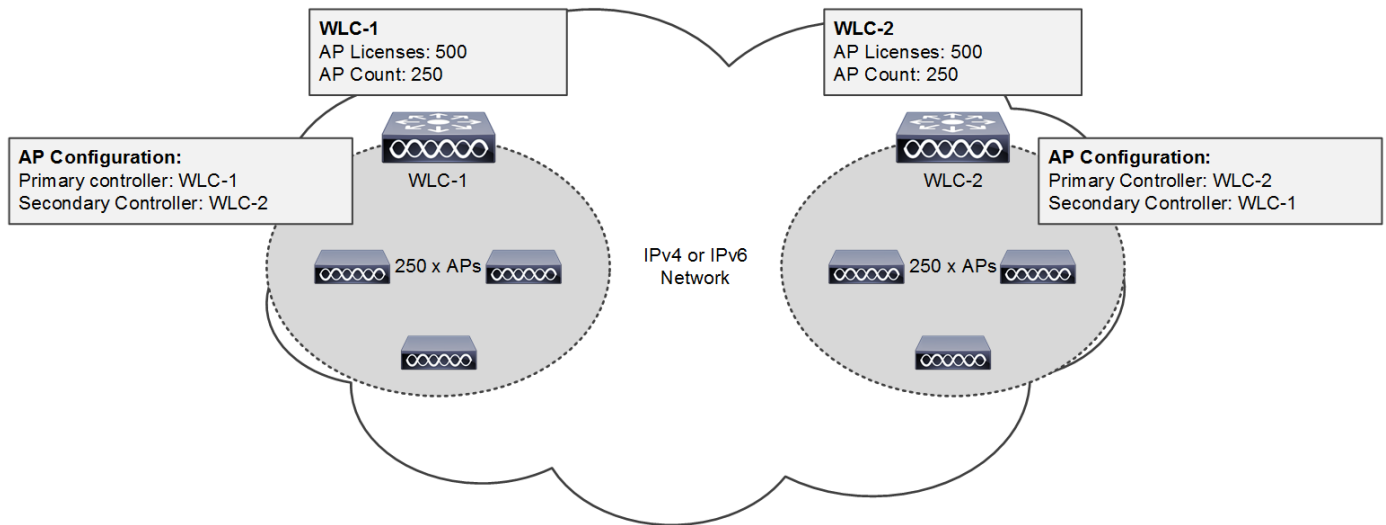 WLC-1
AP Licenses: 500
AP Count: 250
WLC-2
AP Licenses: 500
AP Count: 250
AP Configuration:
Primary controller: WLC-1
Secondary Controller: WLC-2
WLC-1
WLC-2
AP Configuration:
Primary Controller: WLC-2
Secondary Controller: WLC-1
250 x APs
IPv4 or IPv6
Network
250 x APs